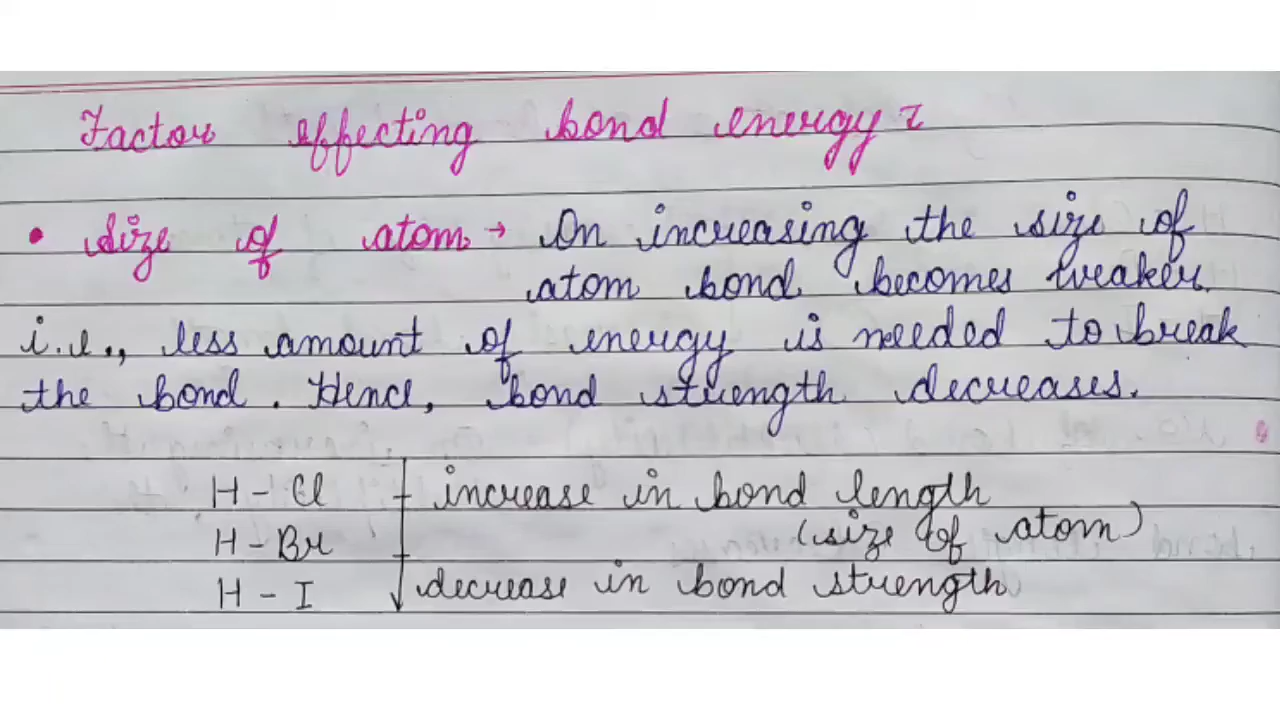 Factors effecting bond energy :
• Size of atom → On increasing the size of
atom bond becomes weaker
i.e., less amount of energy is needed to break
the bond. Hence, bond strength decreases.
H - Cl increase in bond length
H - Br (size of atom)
H - I decrease in bond strength